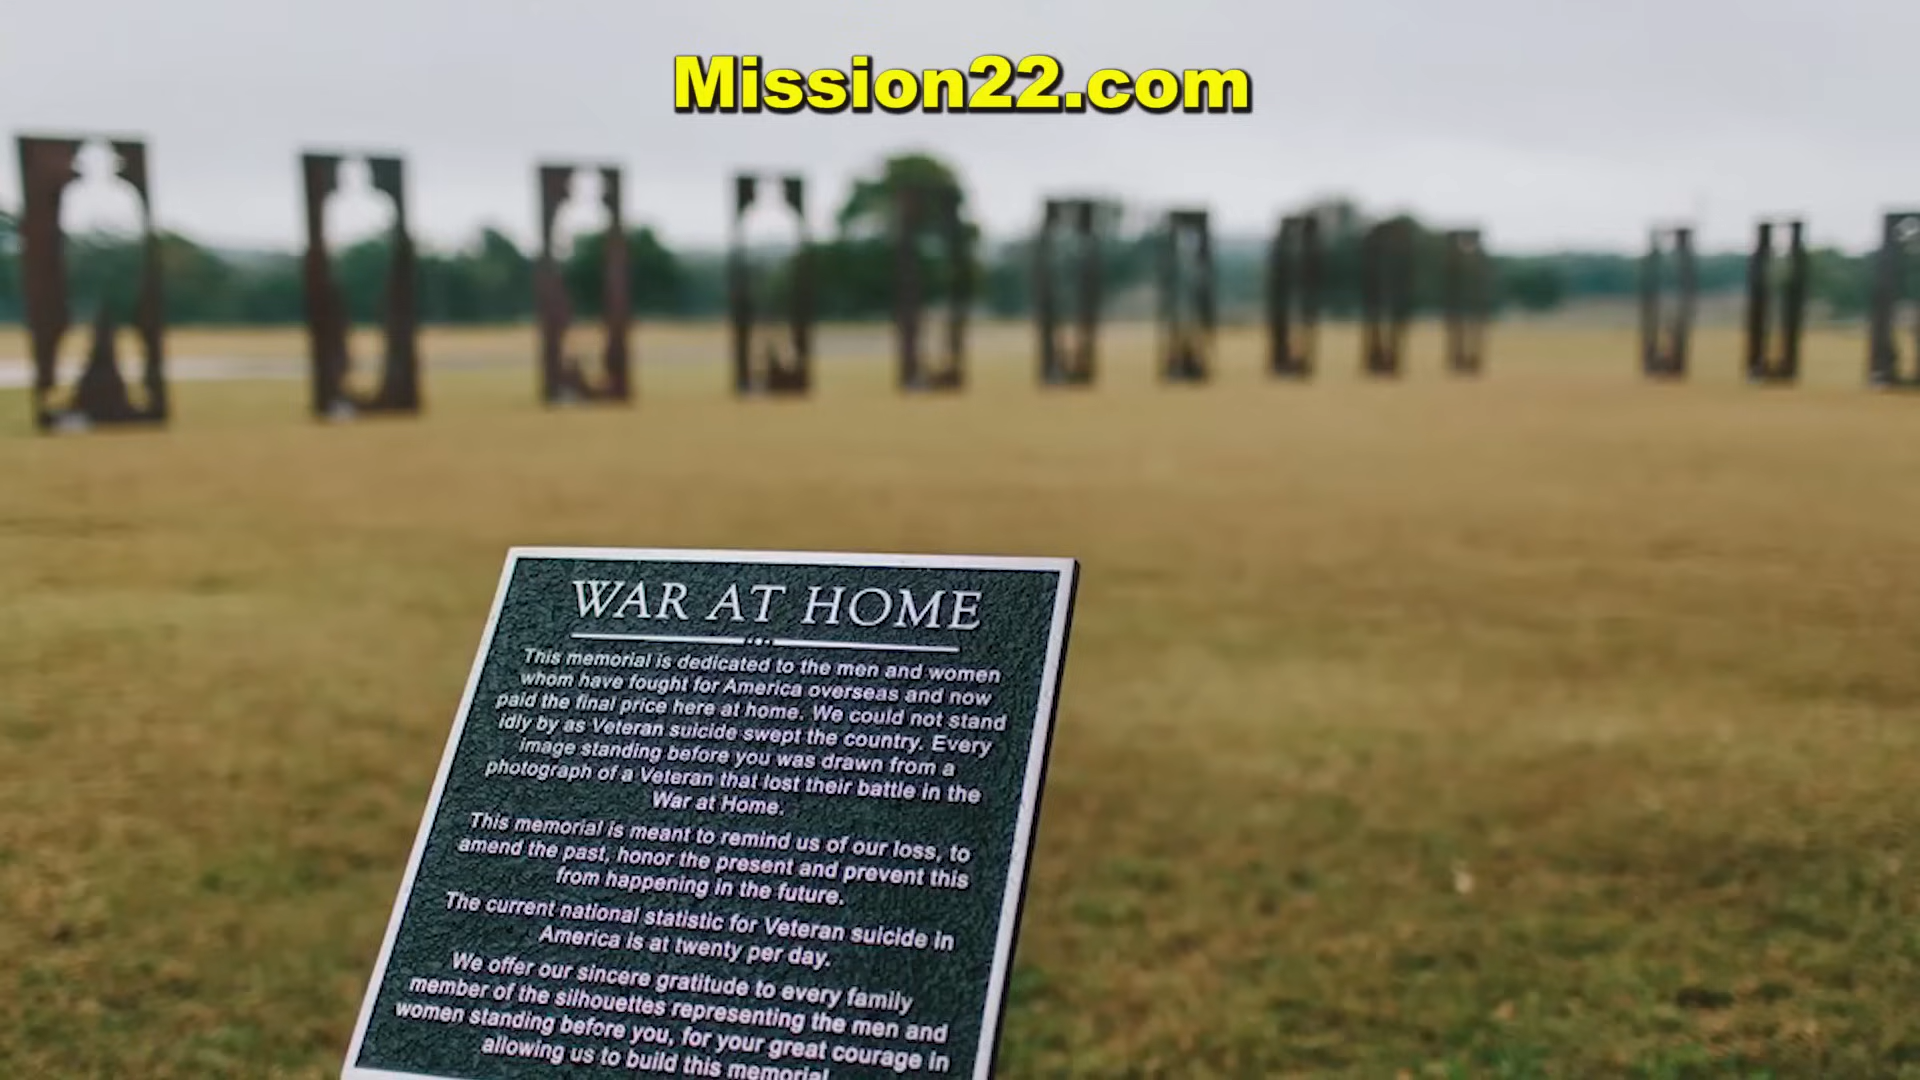 Mission22.com
WAR AT HOME
This memorial is dedicated to the men and women
whom have fought for America overseas and now
paid the final price here at home. We could not stand
idly by as Veteran suicide swept the country. Every
image standing before you was drawn from a
photograph of a Veteran that lost their battle in the
War at Home.
This memorial is meant to remind us of our loss, to
amend the past, honor the present and prevent this
from happening in the future.
The current national statistic for Veteran suicide in
America is at twenty per day.
We offer our sincere gratitude to every family
member of the silhouettes representing the men and
women standing before you, for your great courage in
allowing us to build this memorial